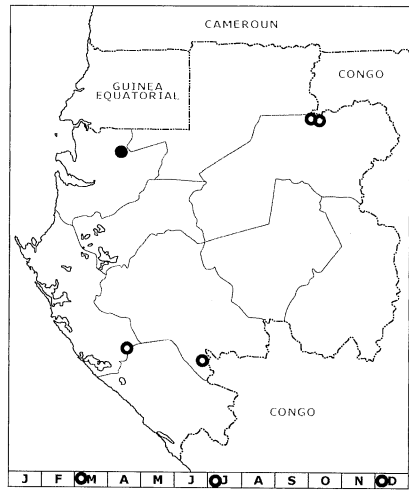 CAMEROUN
CONGO
GUINEA
EQUATORIAL
CONGO
J F M A M J J A S O N D